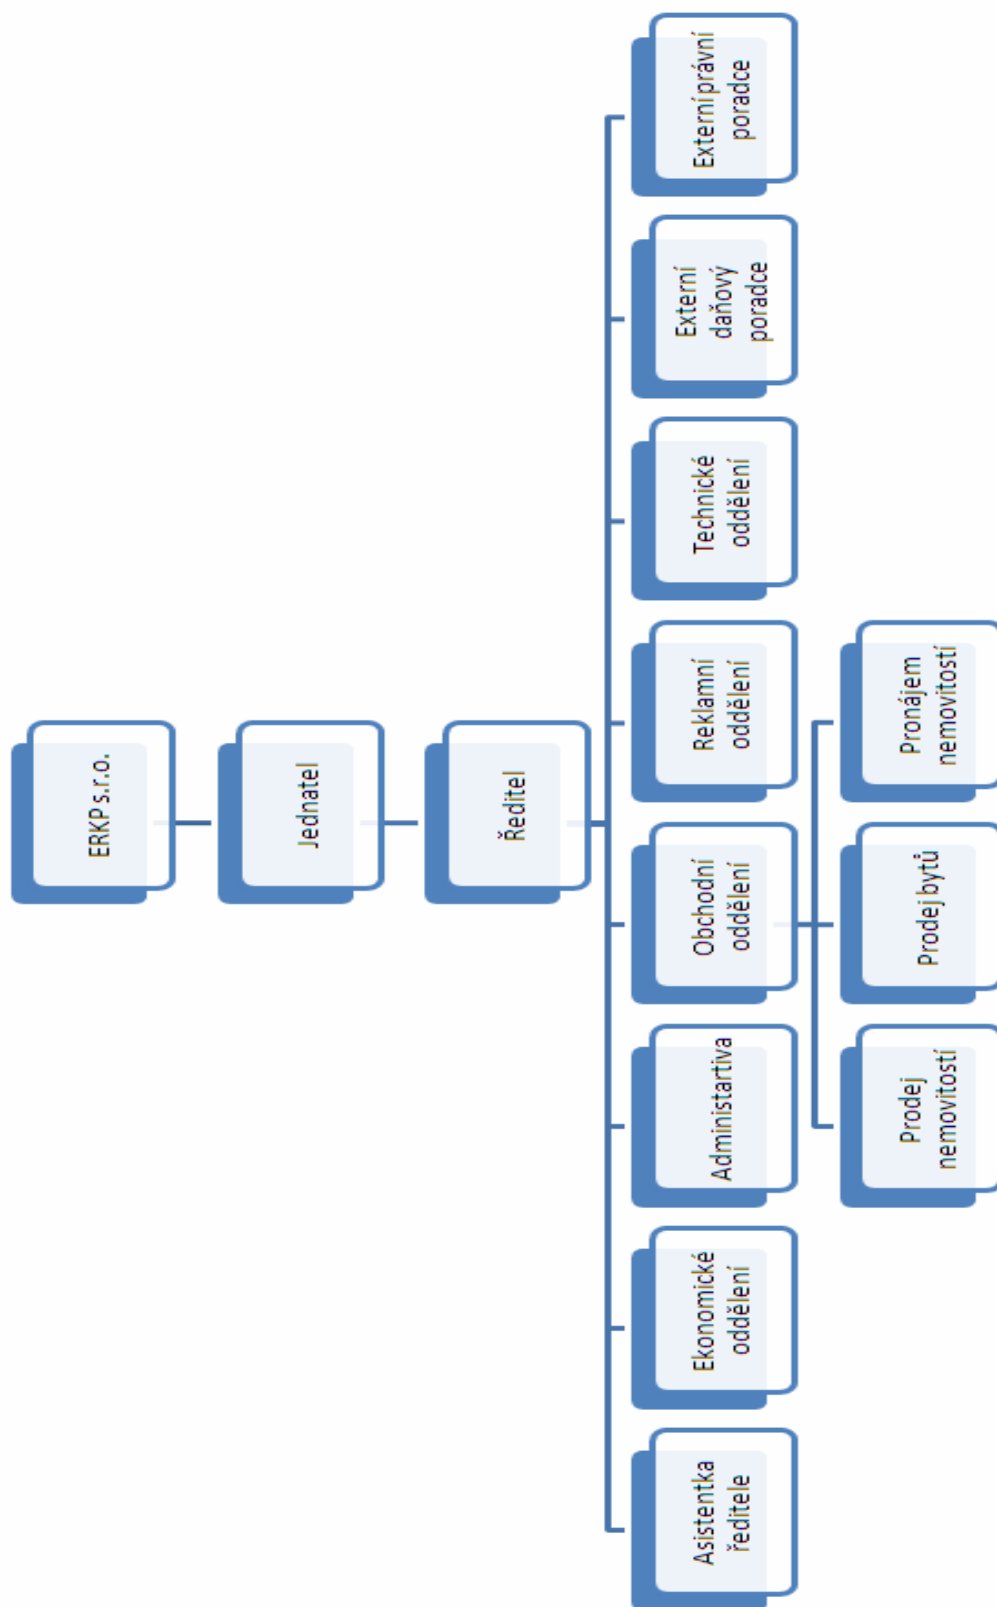 ERKP s.r.o.
Jednatel
Ředitel
Asistentka
ředitele
Ekonomické
oddělení
Administartiva
Obchodní
oddělení
Reklamní
oddělení
Technické
oddělení
Externí
daňový
poradce
Externí právní
poradce
Prodej
nemovitostí
Prodej bytů
Pronájem
nemovitostí